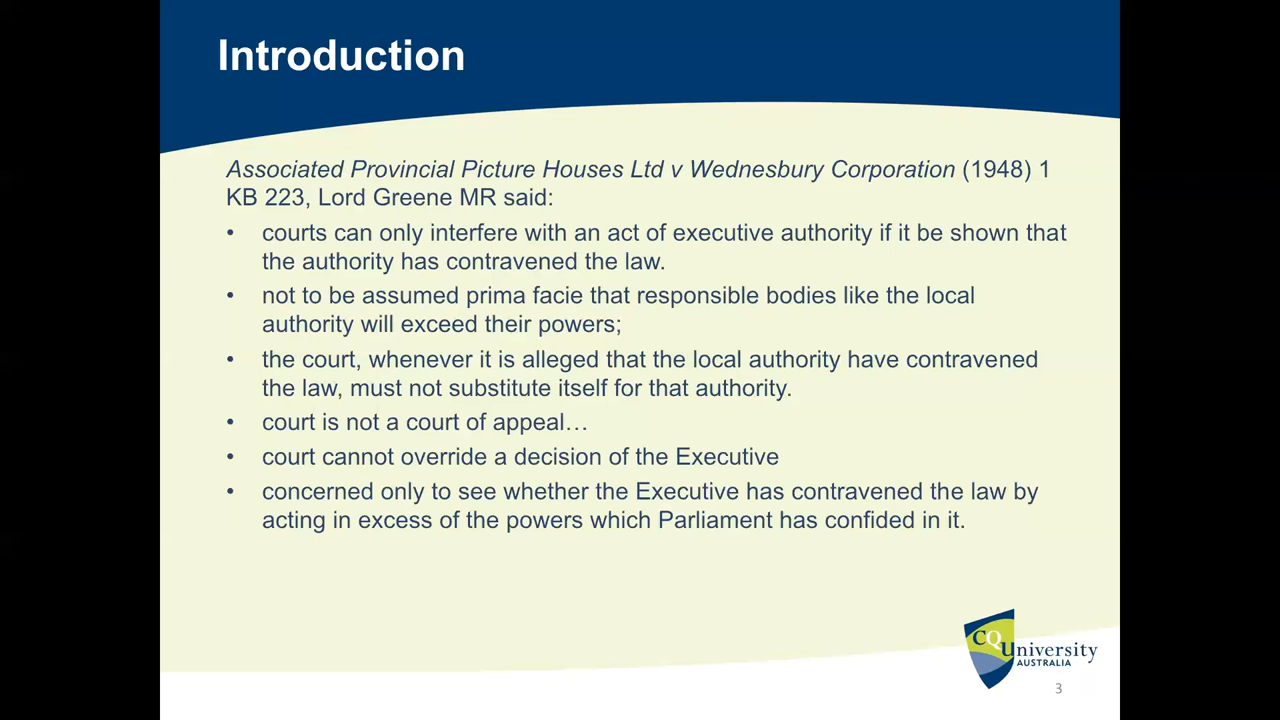 Introduction
Associated Provincial Picture Houses Ltd v Wednesbury Corporation (1948) 1
KB 223, Lord Greene MR said:
• courts can only interfere with an act of executive authority if it be shown that
the authority has contravened the law.
• not to be assumed prima facie that responsible bodies like the local
authority will exceed their powers;
• the court, whenever it is alleged that the local authority have contravened
the law, must not substitute itself for that authority.
• court is not a court of appeal…
• court cannot override a decision of the Executive
• concerned only to see whether the Executive has contravened the law by
acting in excess of the powers which Parliament has confided in it.
CQUniversity
AUSTRALIA
3